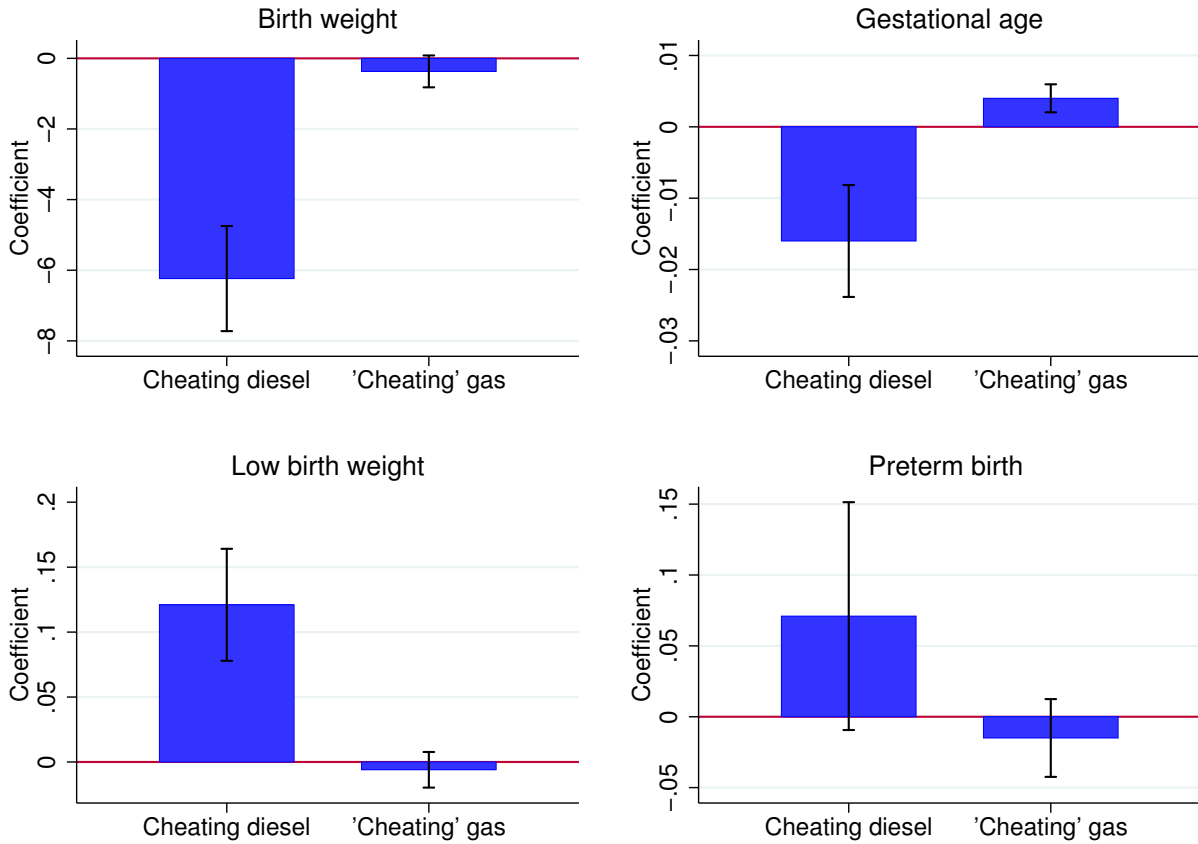 Birth weight
Coefficient
0
−2
−4
−6
−8
Cheating diesel
'Cheating' gas
Gestational age
Coefficient
.01
0
−.01
−.02
−.03
Cheating diesel
'Cheating' gas
Low birth weight
Coefficient
.2
.15
.1
.05
0
Cheating diesel
'Cheating' gas
Preterm birth
Coefficient
.15
.1
.05
0
−.05
Cheating diesel
'Cheating' gas